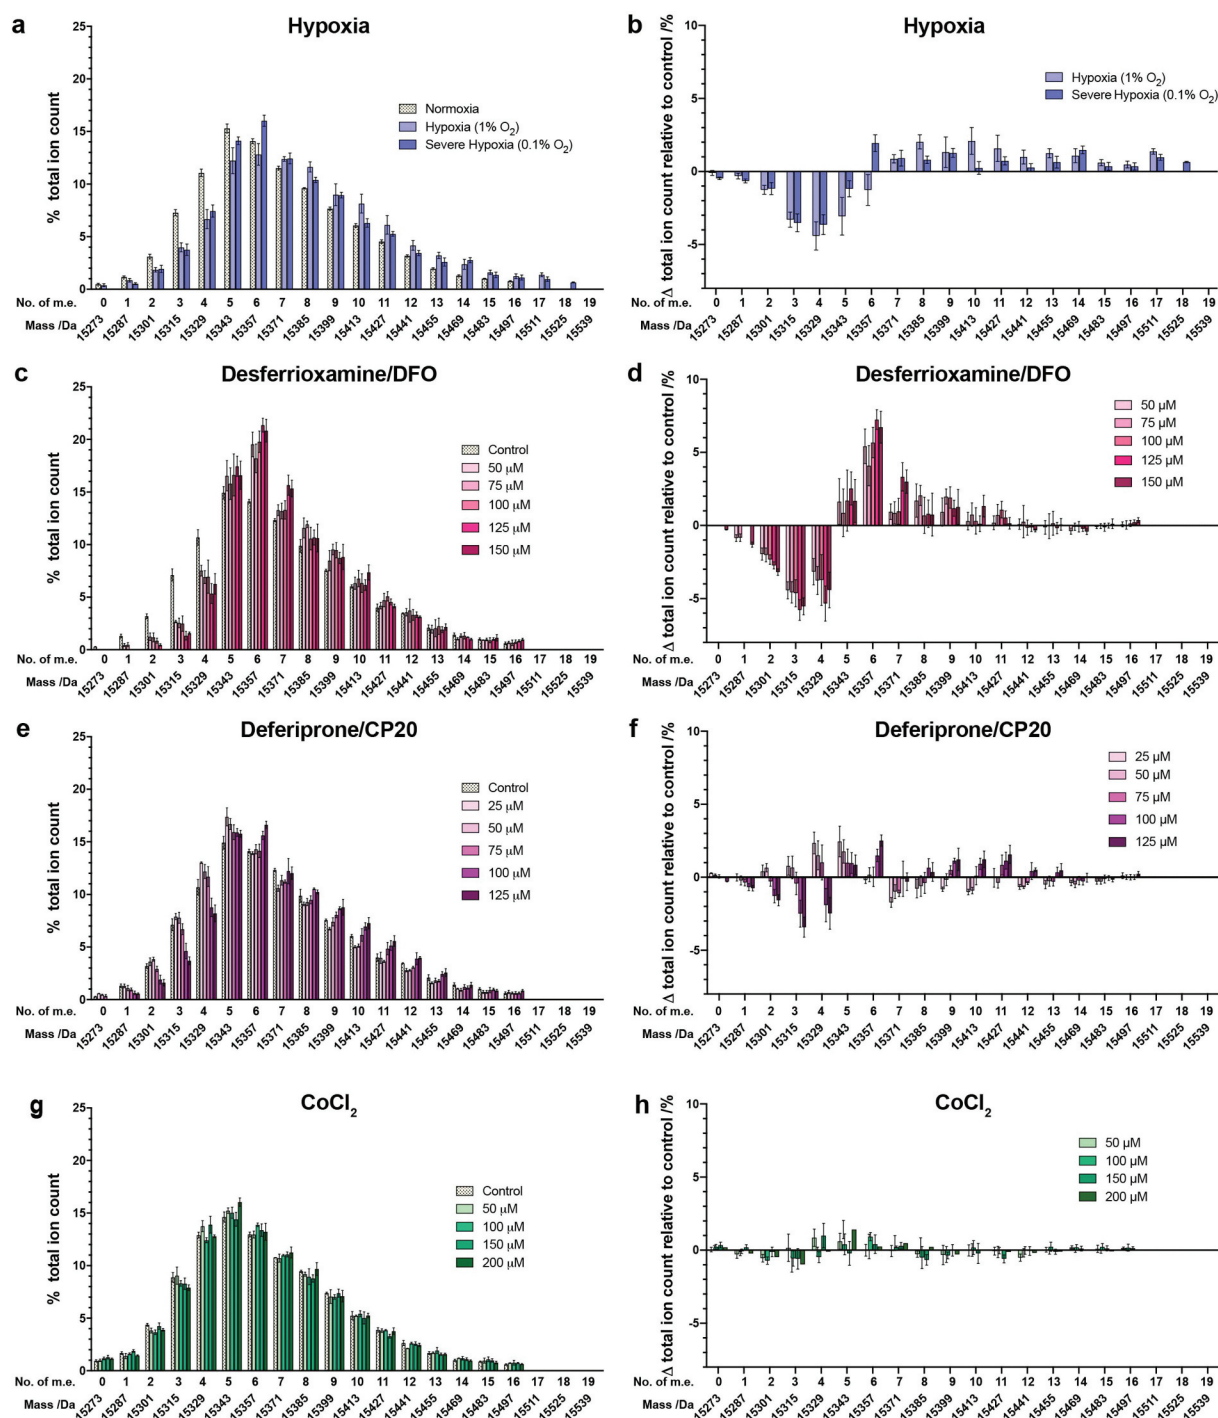 a
Hypoxia
% total ion count
25
20
15
10
5
0
Normoxia
Hypoxia (1% O2)
Severe Hypoxia (0.1% O2)
No. of m.e. 0 1 2 3 4 5 6 7 8 9 10 11 12 13 14 15 16 17 18 19
Mass /Da 15273 15287 15301 15315 15329 15343 15357 15371 15385 15399 15413 15427 15441 15455 15469 15483 15497 15511 15525 15539
b
Hypoxia
Δ total ion count relative to control /%
10
5
0
-5
Hypoxia (1% O2)
Severe Hypoxia (0.1% O2)
No. of m.e. 0 1 2 3 4 5 6 7 8 9 10 11 12 13 14 15 16 17 18 19
Mass /Da 15273 15287 15301 15315 15329 15343 15357 15371 15385 15399 15413 15427 15441 15455 15469 15483 15497 15511 15525 15539
c
Desferrioxamine/DFO
% total ion count
25
20
15
10
5
0
Control
50 μM
75 μM
100 μM
125 μM
150 μM
No. of m.e. 0 1 2 3 4 5 6 7 8 9 10 11 12 13 14 15 16 17 18 19
Mass /Da 15273 15287 15301 15315 15329 15343 15357 15371 15385 15399 15413 15427 15441 15455 15469 15483 15497 15511 15525 15539
d
Desferrioxamine/DFO
Δ total ion count relative to control /%
10
5
0
-5
50 μM
75 μM
100 μM
125 μM
150 μM
No. of m.e. 0 1 2 3 4 5 6 7 8 9 10 11 12 13 14 15 16 17 18 19
Mass /Da 15273 15287 15301 15315 15329 15343 15357 15371 15385 15399 15413 15427 15441 15455 15469 15483 15497 15511 15525 15539
e
Deferiprone/CP20
% total ion count
25
20
15
10
5
0
Control
25 μM
50 μM
75 μM
100 μM
125 μM
No. of m.e. 0 1 2 3 4 5 6 7 8 9 10 11 12 13 14 15 16 17 18 19
Mass /Da 15273 15287 15301 15315 15329 15343 15357 15371 15385 15399 15413 15427 15441 15455 15469 15483 15497 15511 15525 15539
f
Deferiprone/CP20
Δ total ion count relative to control /%
10
5
0
-5
25 μM
50 μM
75 μM
100 μM
125 μM
No. of m.e. 0 1 2 3 4 5 6 7 8 9 10 11 12 13 14 15 16 17 18 19
Mass /Da 15273 15287 15301 15315 15329 15343 15357 15371 15385 15399 15413 15427 15441 15455 15469 15483 15497 15511 15525 15539
g
CoCl2
% total ion count
25
20
15
10
5
0
Control
50 μM
100 μM
150 μM
200 μM
No. of m.e. 0 1 2 3 4 5 6 7 8 9 10 11 12 13 14 15 16 17 18 19
Mass /Da 15273 15287 15301 15315 15329 15343 15357 15371 15385 15399 15413 15427 15441 15455 15469 15483 15497 15511 15525 15539
h
CoCl2
Δ total ion count relative to control /%
10
5
0
-5
50 μM
100 μM
150 μM
200 μM
No. of m.e. 0 1 2 3 4 5 6 7 8 9 10 11 12 13 14 15 16 17 18 19
Mass /Da 15273 15287 15301 15315 15329 15343 15357 15371 15385 15399 15413 15427 15441 15455 15469 15483 15497 15511 15525 15539